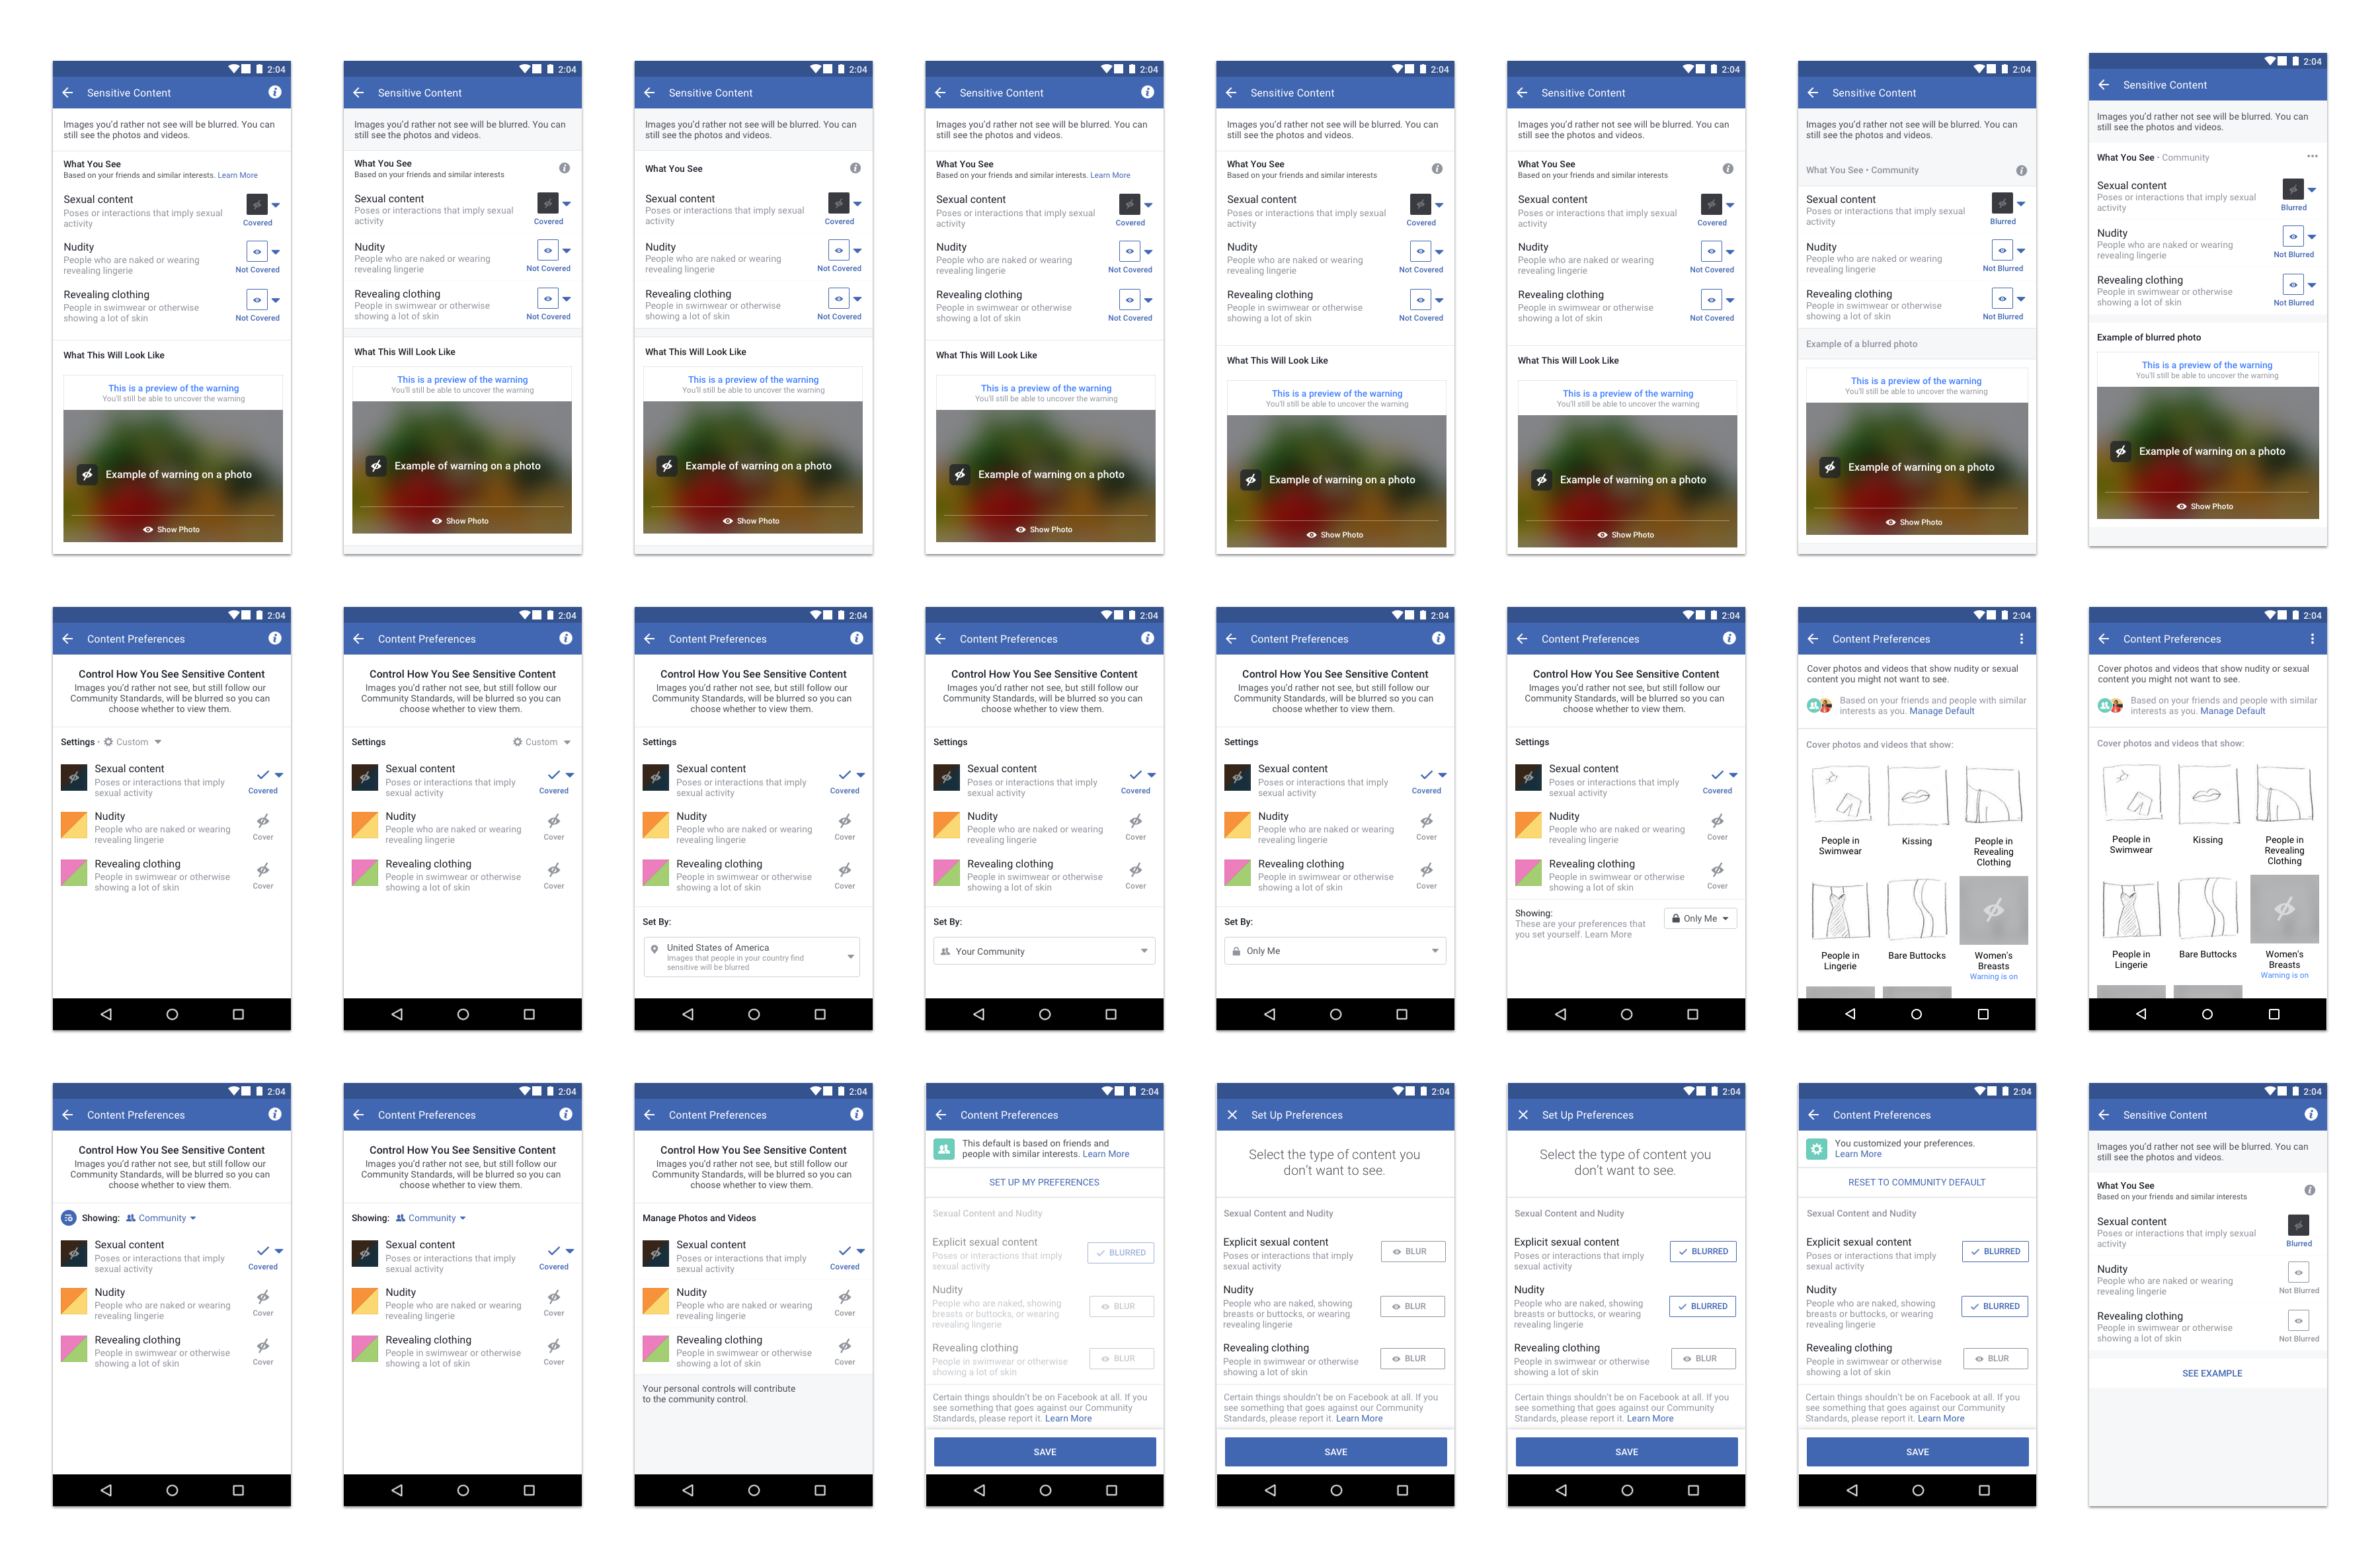 2:04
Sensitive Content
Images you'd rather not see will be blurred. You can
still see the photos and videos.
What You See
Based on your friends and similar interests. Learn More
Sexual content
Poses or interactions that imply sexual
activity
Covered
Nudity
People who are naked or wearing
revealing lingerie
Not Covered
Revealing clothing
People in swimwear or otherwise
showing a lot of skin
Not Covered
What This Will Look Like
This is a preview of the warning
You'll still be able to uncover the warning
Example of warning on a photo
Show Photo
2:04
Sensitive Content
Images you'd rather not see will be blurred. You can
still see the photos and videos.
What You See
Based on your friends and similar interests
Sexual content
Poses or interactions that imply sexual
activity
Covered
Nudity
People who are naked or wearing
revealing lingerie
Not Covered
Revealing clothing
People in swimwear or otherwise
showing a lot of skin
Not Covered
What This Will Look Like
This is a preview of the warning
You'll still be able to uncover the warning
Example of warning on a photo
Show Photo
2:04
Sensitive Content
Images you'd rather not see will be blurred. You can
still see the photos and videos.
What You See
Sexual content
Poses or interactions that imply sexual
activity
Covered
Nudity
People who are naked or wearing
revealing lingerie
Not Covered
Revealing clothing
People in swimwear or otherwise
showing a lot of skin
Not Covered
What This Will Look Like
This is a preview of the warning
You'll still be able to uncover the warning
Example of warning on a photo
Show Photo
2:04
Sensitive Content
Images you'd rather not see will be blurred. You can
still see the photos and videos.
What You See
Based on your friends and similar interests. Learn More
Sexual content
Poses or interactions that imply sexual
activity
Covered
Nudity
People who are naked or wearing
revealing lingerie
Not Covered
Revealing clothing
People in swimwear or otherwise
showing a lot of skin
Not Covered
What This Will Look Like
This is a preview of the warning
You'll still be able to uncover the warning
Example of warning on a photo
Show Photo
2:04
Sensitive Content
Images you'd rather not see will be blurred. You can
still see the photos and videos.
What You See
Based on your friends and similar interests
Sexual content
Poses or interactions that imply sexual
activity
Covered
Nudity
People who are naked or wearing
revealing lingerie
Not Covered
Revealing clothing
People in swimwear or otherwise
showing a lot of skin
Not Covered
What This Will Look Like
This is a preview of the warning
You'll still be able to uncover the warning
Example of warning on a photo
Show Photo
2:04
Sensitive Content
Images you'd rather not see will be blurred. You can
still see the photos and videos.
What You See
Based on your friends and similar interests
Sexual content
Poses or interactions that imply sexual
activity
Covered
Nudity
People who are naked or wearing
revealing lingerie
Not Covered
Revealing clothing
People in swimwear or otherwise
showing a lot of skin
Not Covered
What This Will Look Like
This is a preview of the warning
You'll still be able to uncover the warning
Example of warning on a photo
Show Photo
2:04
Sensitive Content
Images you'd rather not see will be blurred. You can
still see the photos and videos.
What You See • Community
Sexual content
Poses or interactions that imply sexual
activity
Blurred
Nudity
People who are naked or wearing
revealing lingerie
Not Blurred
Revealing clothing
People in swimwear or otherwise
showing a lot of skin
Not Blurred
Example of a blurred photo
This is a preview of the warning
You'll still be able to uncover the warning
Example of warning on a photo
Show Photo
2:04
Sensitive Content
Images you'd rather not see will be blurred. You can
still see the photos and videos.
What You See • Community
Sexual content
Poses or interactions that imply sexual
activity
Blurred
Nudity
People who are naked or wearing
revealing lingerie
Not Blurred
Revealing clothing
People in swimwear or otherwise
showing a lot of skin
Not Blurred
Example of blurred photo
This is a preview of the warning
You'll still be able to uncover the warning
Example of warning on a photo
Show Photo
2:04
Content Preferences
Control How You See Sensitive Content
Images you'd rather not see, but still follow our
Community Standards, will be blurred so you can
choose whether to view them.
Settings • Custom
Sexual content
Poses or interactions that imply
sexual activity
Covered
Nudity
People who are naked or wearing
revealing lingerie
Cover
Revealing clothing
People in swimwear or otherwise
showing a lot of skin
Cover
2:04
Content Preferences
Control How You See Sensitive Content
Images you'd rather not see, but still follow our
Community Standards, will be blurred so you can
choose whether to view them.
Settings Custom
Sexual content
Poses or interactions that imply
sexual activity
Covered
Nudity
People who are naked or wearing
revealing lingerie
Cover
Revealing clothing
People in swimwear or otherwise
showing a lot of skin
Cover
2:04
Content Preferences
Control How You See Sensitive Content
Images you'd rather not see, but still follow our
Community Standards, will be blurred so you can
choose whether to view them.
Settings
Sexual content
Poses or interactions that imply
sexual activity
Covered
Nudity
People who are naked or wearing
revealing lingerie
Cover
Revealing clothing
People in swimwear or otherwise
showing a lot of skin
Cover
Set By:
United States of America
Images that people in your country find
sensitive will be blurred
2:04
Content Preferences
Control How You See Sensitive Content
Images you'd rather not see, but still follow our
Community Standards, will be blurred so you can
choose whether to view them.
Settings
Sexual content
Poses or interactions that imply
sexual activity
Covered
Nudity
People who are naked or wearing
revealing lingerie
Cover
Revealing clothing
People in swimwear or otherwise
showing a lot of skin
Cover
Set By:
Your Community
2:04
Content Preferences
Control How You See Sensitive Content
Images you'd rather not see, but still follow our
Community Standards, will be blurred so you can
choose whether to view them.
Settings
Sexual content
Poses or interactions that imply
sexual activity
Covered
Nudity
People who are naked or wearing
revealing lingerie
Cover
Revealing clothing
People in swimwear or otherwise
showing a lot of skin
Cover
Set By:
Only Me
2:04
Content Preferences
Control How You See Sensitive Content
Images you'd rather not see, but still follow our
Community Standards, will be blurred so you can
choose whether to view them.
Settings
Sexual content
Poses or interactions that imply
sexual activity
Covered
Nudity
People who are naked or wearing
revealing lingerie
Cover
Revealing clothing
People in swimwear or otherwise
showing a lot of skin
Cover
Showing:
These are your preferences that
you set yourself. Learn More
Only Me
2:04
Content Preferences
Cover photos and videos that show nudity or sexual
content you might not want to see.
Based on your friends and people with similar
interests as you. Manage Default
Cover photos and videos that show:
People in
Swimwear
Kissing
People in
Revealing
Clothing
People in
Lingerie
Bare Buttocks
Women's
Breasts
Warning is on
2:04
Content Preferences
Cover photos and videos that show nudity or sexual
content you might not want to see.
Based on your friends and people with similar
interests as you. Manage Default
Cover photos and videos that show:
People in
Swimwear
Kissing
People in
Revealing
Clothing
People in
Lingerie
Bare Buttocks
Women's
Breasts
Warning is on
2:04
Content Preferences
Control How You See Sensitive Content
Images you'd rather not see, but still follow our
Community Standards, will be blurred so you can
choose whether to view them.
Showing: Community
Sexual content
Poses or interactions that imply
sexual activity
Covered
Nudity
People who are naked or wearing
revealing lingerie
Cover
Revealing clothing
People in swimwear or otherwise
showing a lot of skin
Cover
2:04
Content Preferences
Control How You See Sensitive Content
Images you'd rather not see, but still follow our
Community Standards, will be blurred so you can
choose whether to view them.
Showing: Community
Sexual content
Poses or interactions that imply
sexual activity
Covered
Nudity
People who are naked or wearing
revealing lingerie
Cover
Revealing clothing
People in swimwear or otherwise
showing a lot of skin
Cover
2:04
Content Preferences
Control How You See Sensitive Content
Images you'd rather not see, but still follow our
Community Standards, will be blurred so you can
choose whether to view them.
Manage Photos and Videos
Sexual content
Poses or interactions that imply
sexual activity
Covered
Nudity
People who are naked or wearing
revealing lingerie
Cover
Revealing clothing
People in swimwear or otherwise
showing a lot of skin
Cover
Your personal controls will contribute
to the community control.
2:04
Content Preferences
This default is based on friends and
people with similar interests. Learn More
SET UP MY PREFERENCES
Sexual Content and Nudity
Explicit sexual content
Poses or interactions that imply
sexual activity
BLURRED
Nudity
People who are naked, showing
breasts or buttocks, or wearing
revealing lingerie
BLUR
Revealing clothing
People in swimwear or otherwise
showing a lot of skin
BLUR
Certain things shouldn't be on Facebook at all. If you
see something that goes against our Community
Standards, please report it. Learn More
SAVE
2:04
Set Up Preferences
Select the type of content you
don't want to see.
Sexual Content and Nudity
Explicit sexual content
Poses or interactions that imply
sexual activity
BLUR
Nudity
People who are naked, showing
breasts or buttocks, or wearing
revealing lingerie
BLUR
Revealing clothing
People in swimwear or otherwise
showing a lot of skin
BLUR
Certain things shouldn't be on Facebook at all. If you
see something that goes against our Community
Standards, please report it. Learn More
SAVE
2:04
Set Up Preferences
Select the type of content you
don't want to see.
Sexual Content and Nudity
Explicit sexual content
Poses or interactions that imply
sexual activity
BLURRED
Nudity
People who are naked, showing
breasts or buttocks, or wearing
revealing lingerie
BLURRED
Revealing clothing
People in swimwear or otherwise
showing a lot of skin
BLUR
Certain things shouldn't be on Facebook at all. If you
see something that goes against our Community
Standards, please report it. Learn More
SAVE
2:04
Content Preferences
You customized your preferences.
Learn More
RESET TO COMMUNITY DEFAULT
Sexual Content and Nudity
Explicit sexual content
Poses or interactions that imply
sexual activity
BLURRED
Nudity
People who are naked, showing
breasts or buttocks, or wearing
revealing lingerie
BLURRED
Revealing clothing
People in swimwear or otherwise
showing a lot of skin
BLUR
Certain things shouldn't be on Facebook at all. If you
see something that goes against our Community
Standards, please report it. Learn More
SAVE
2:04
Sensitive Content
Images you'd rather not see will be blurred. You can
still see the photos and videos.
What You See
Based on your friends and similar interests
Sexual content
Poses or interactions that imply sexual
activity
Blurred
Nudity
People who are naked or wearing
revealing lingerie
Not Blurred
Revealing clothing
People in swimwear or otherwise
showing a lot of skin
Not Blurred
SEE EXAMPLE